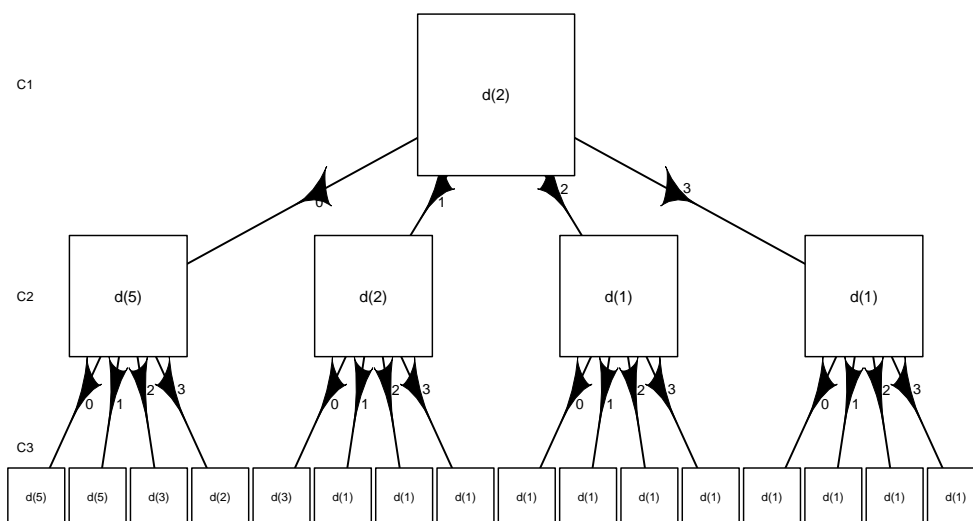 C1
d(2)
0
1
2
3
C2
d(5)
d(2)
d(1)
d(1)
0
1
2
3
0
1
2
3
0
1
2
3
0
1
2
3
C3
d(5)
d(5)
d(3)
d(2)
d(3)
d(1)
d(1)
d(1)
d(1)
d(1)
d(1)
d(1)
d(1)
d(1)
d(1)
d(1)